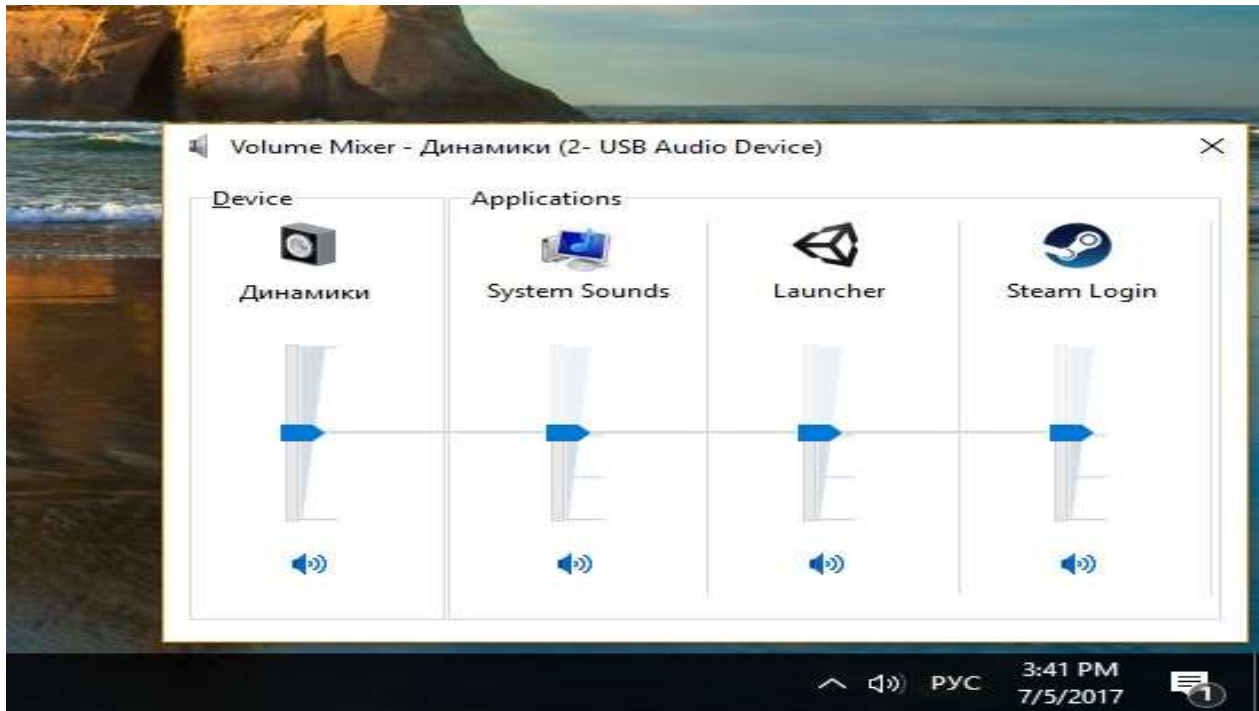 Volume Mixer - Динамики (2- USB Audio Device)
Device
Applications
Динамики
System Sounds
Launcher
Steam Login
РУС
3:41 PM
7/5/2017
1